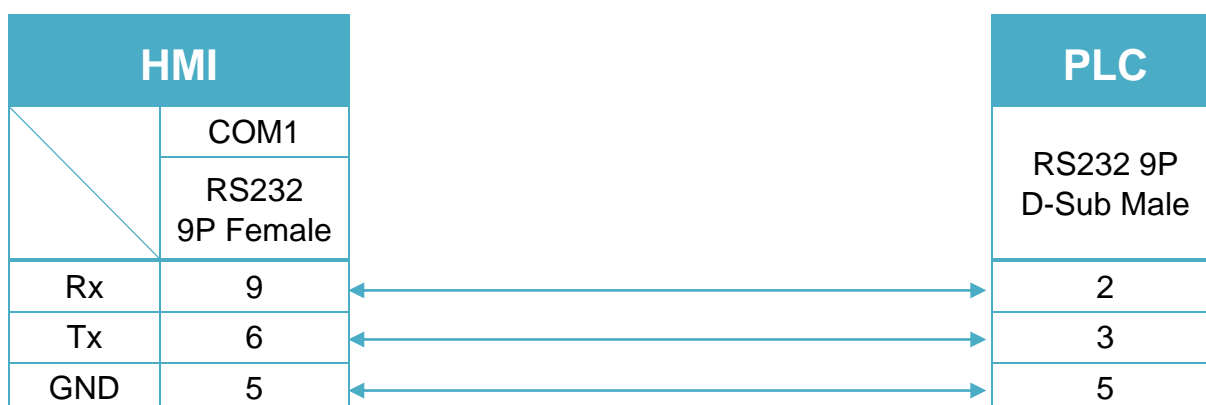 HMI
PLC
COM1
RS232
9P Female
RS232 9P
D-Sub Male
Rx 9 2
Tx 6 3
GND 5 5